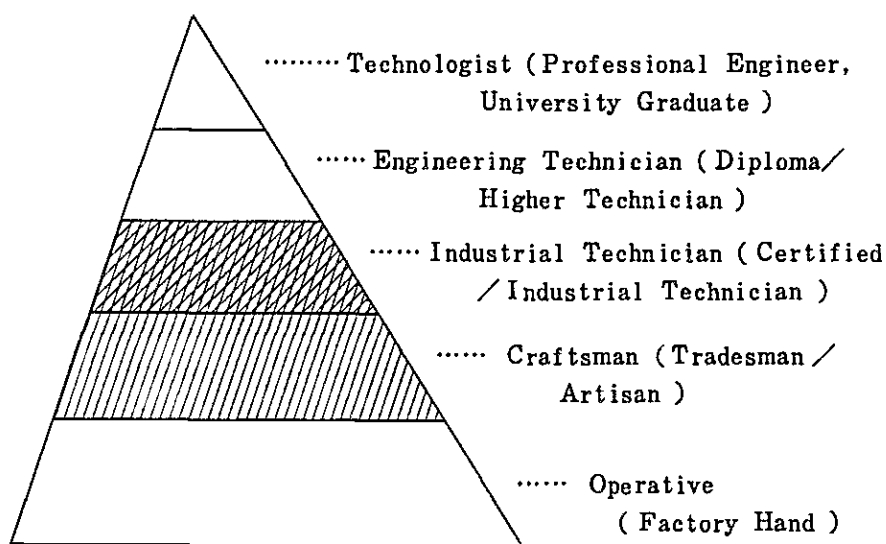 ……… Technologist (Professional Engineer,
University Graduate)
…… Engineering Technician (Diploma/
Higher Technician)
…… Industrial Technician (Certified
/Industrial Technician)
…… Craftsman (Tradesman/
Artisan)
…… Operative
(Factory Hand)